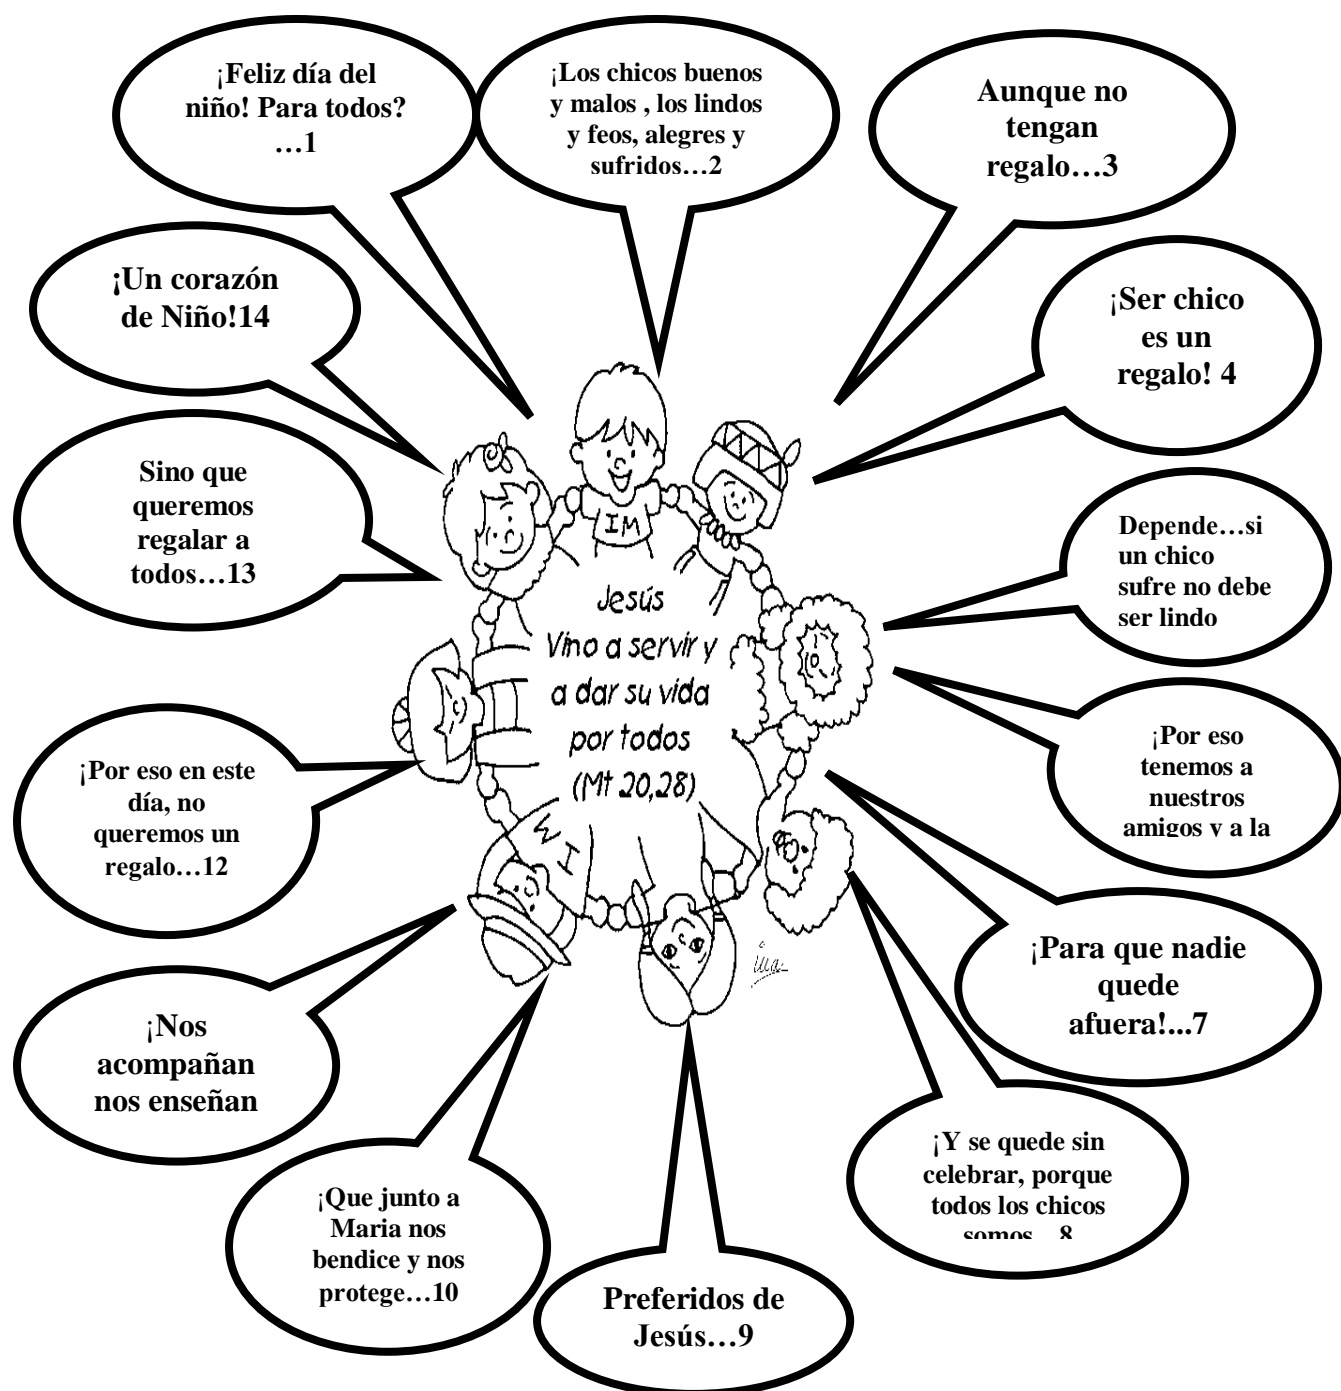 ¡Feliz día del
niño! Para todos?
…1
¡Los chicos buenos
y malos , los lindos
y feos, alegres y
sufridos…2
Aunque no
tengan
regalo…3
¡Ser chico
es un
regalo! 4
Depende…si
un chico
sufre no debe
ser lindo
¡Por eso
tenemos a
nuestros
amigos y a la
¡Para que nadie
quede
afuera!...7
¡Y se quede sin
celebrar, porque
todos los chicos
somos…8
Preferidos de
Jesús…9
¡Que junto a
Maria nos
bendice y nos
protege…10
¡Nos
acompañan
nos enseñan
¡Por eso en este
día, no
queremos un
regalo…12
Sino que
queremos
regalar a
todos…13
¡Un corazón
de Niño!14
IM
Jesús
Vino a servir y
a dar su vida
por todos
(Mt 20,28)
IM